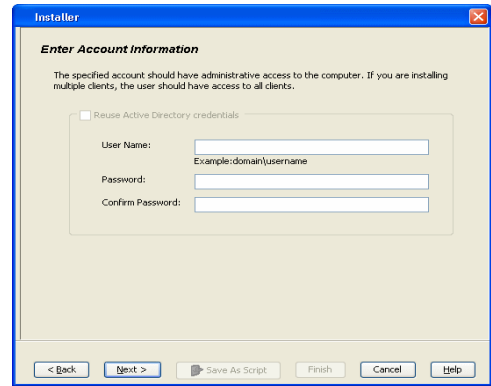 Installer
Enter Account Information
The specified account should have administrative access to the computer. If you are installing
multiple clients, the user should have access to all clients.
Reuse Active Directory credentials
User Name:
Example:domain\username
Password:
Confirm Password:
< Back Next > Save As Script Finish Cancel Help